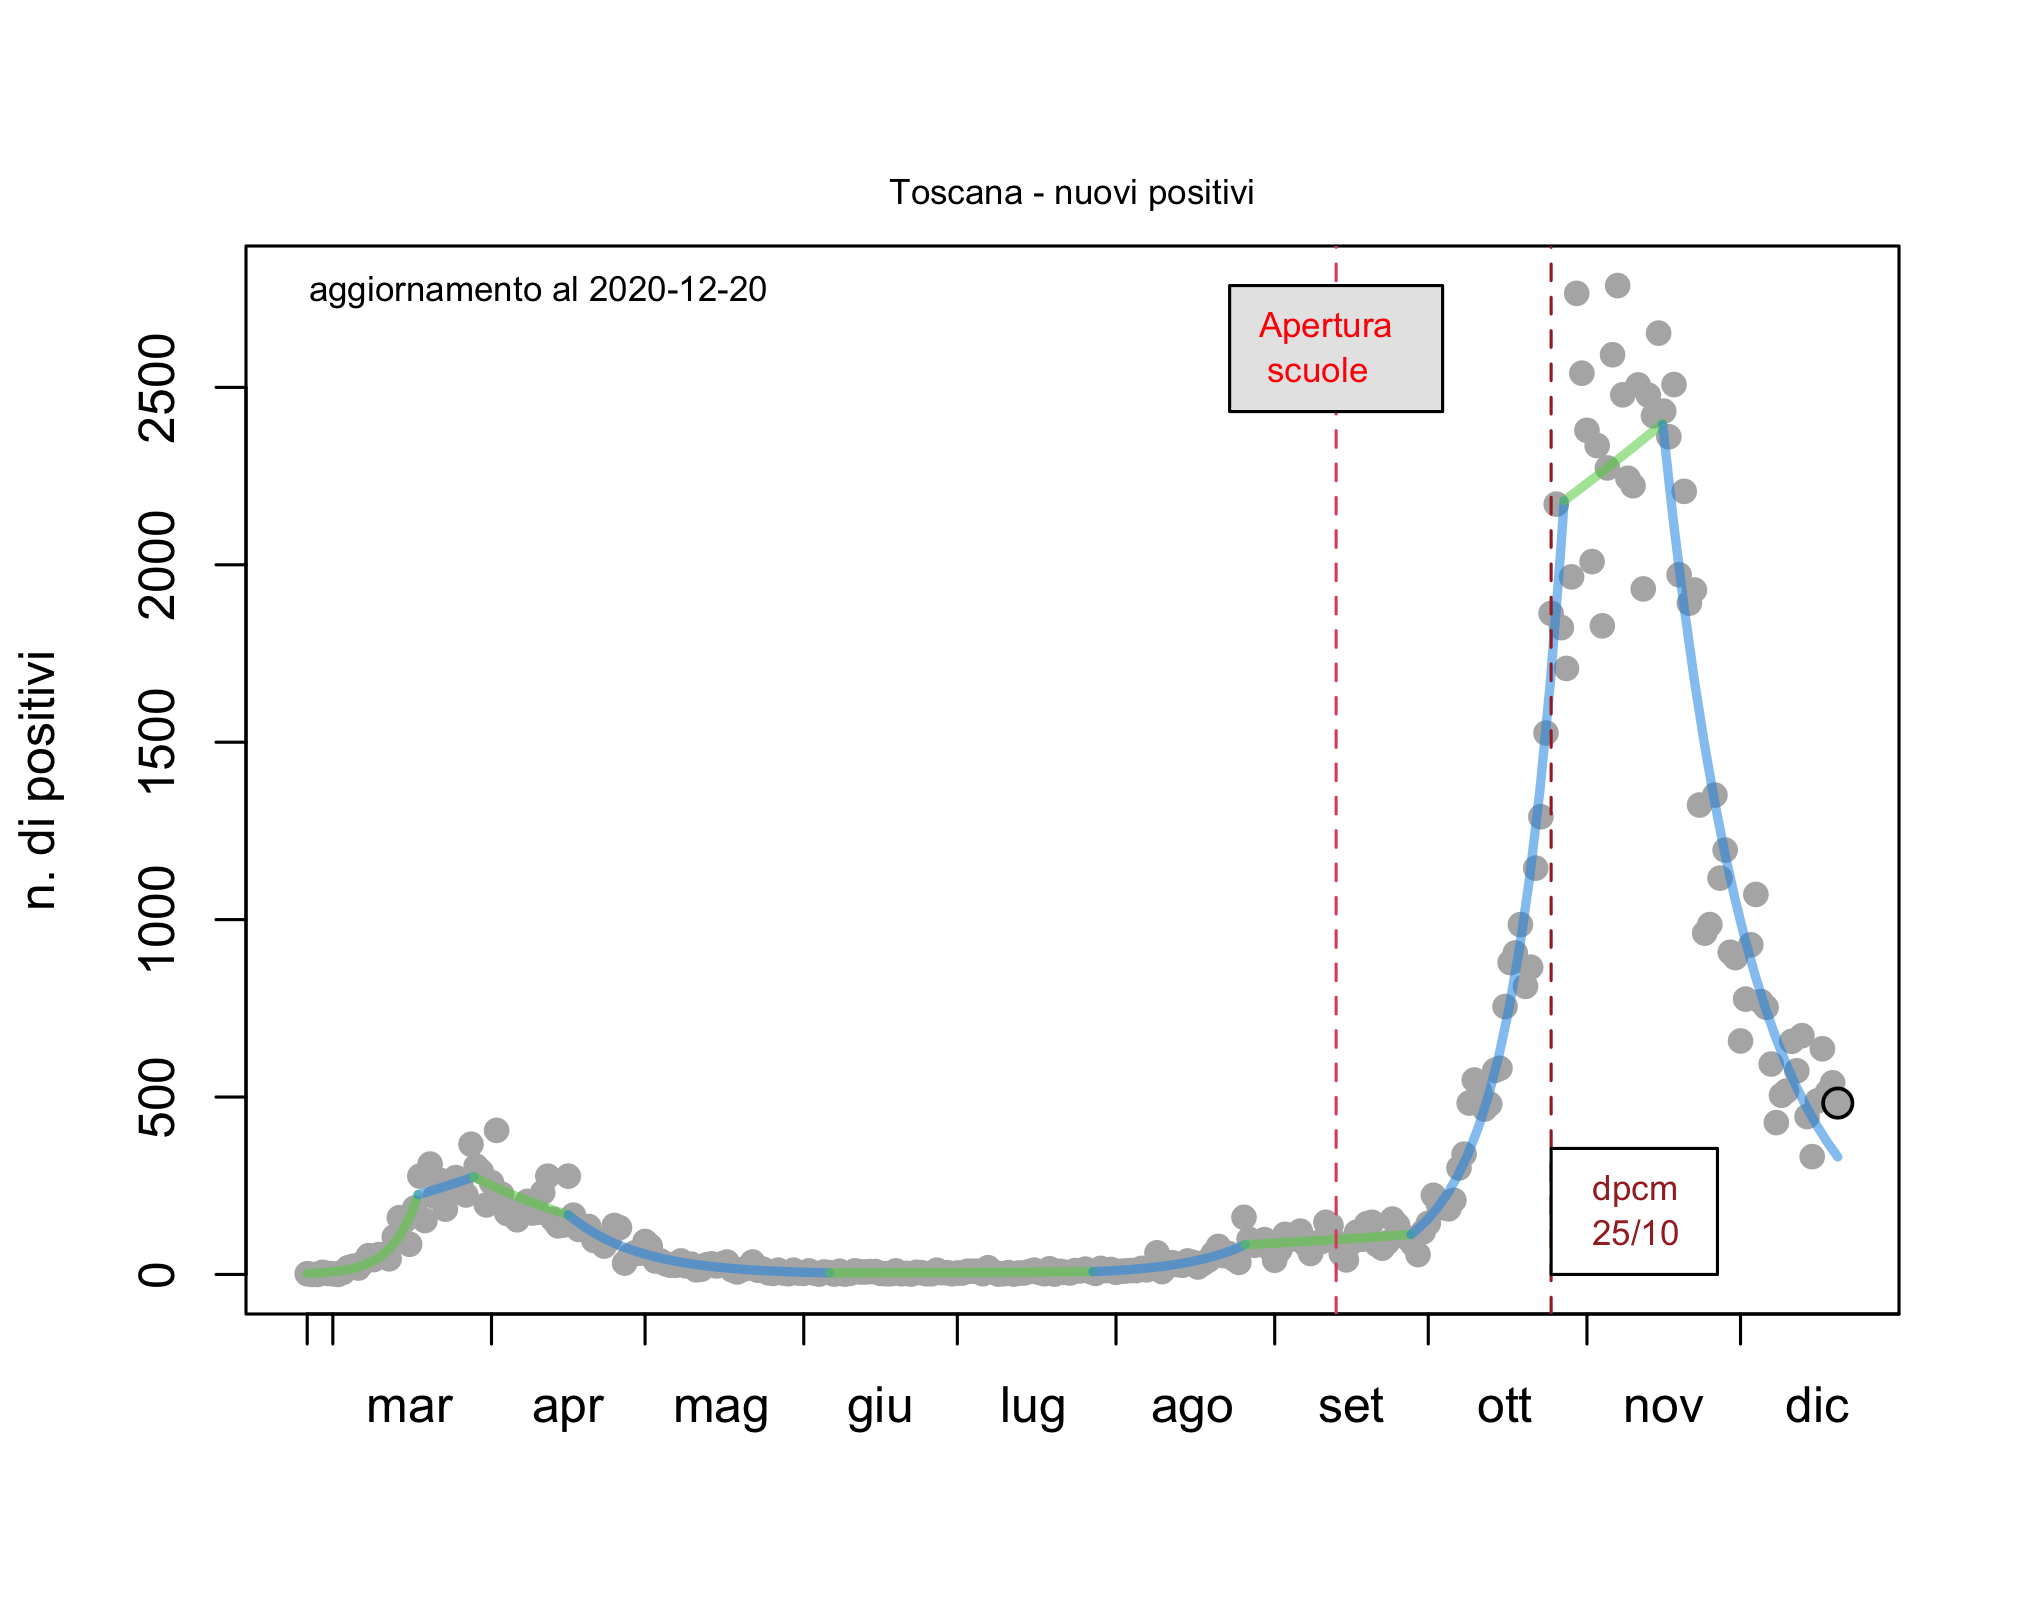 Toscana - nuovi positivi
aggiornamento al 2020-12-20
Apertura
scuole
n. di positivi
2500
2000
1500
1000
500
0
dpcm
25/10
mar apr mag giu lug ago set ott nov dic